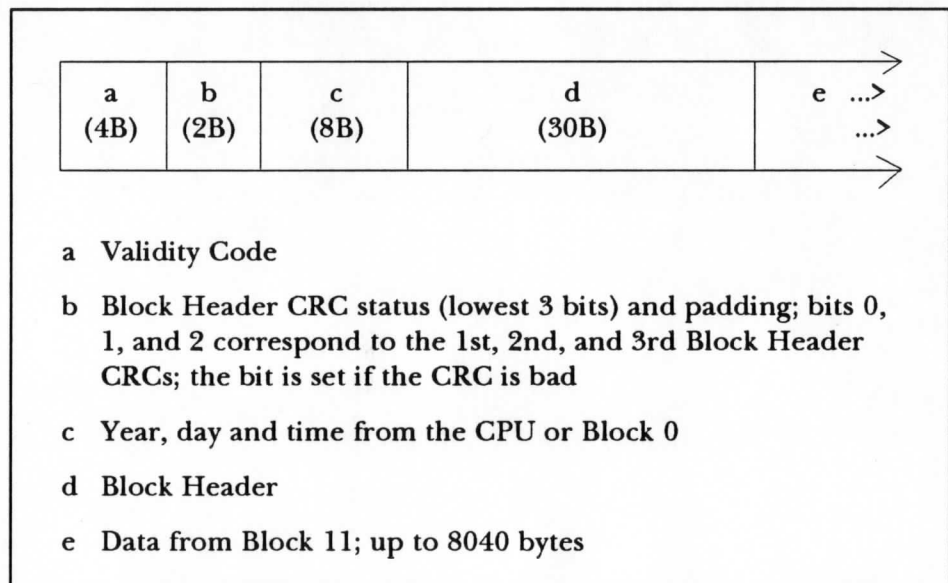 a b c d e ...>
(4B) (2B) (8B) (30B) ...>
a Validity Code
b Block Header CRC status (lowest 3 bits) and padding; bits 0,
1, and 2 correspond to the 1st, 2nd, and 3rd Block Header
CRCs; the bit is set if the CRC is bad
c Year, day and time from the CPU or Block 0
d Block Header
e Data from Block 11; up to 8040 bytes